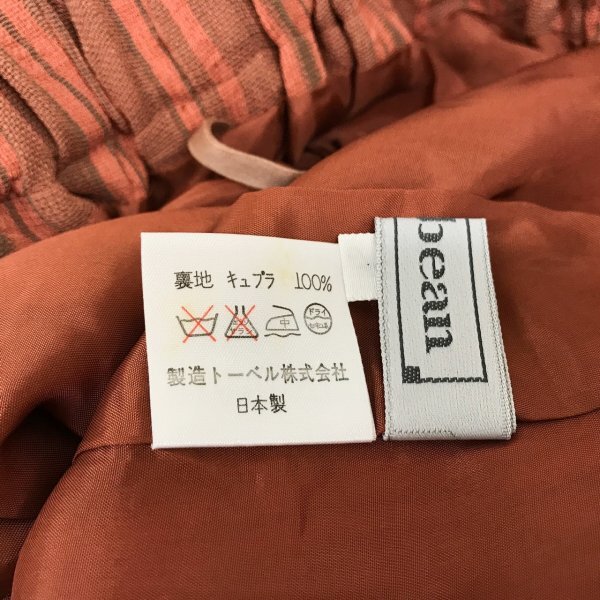 裏地 キュプラ 100%
中 ドライ
製造トーベル株式会社
日本製
bean